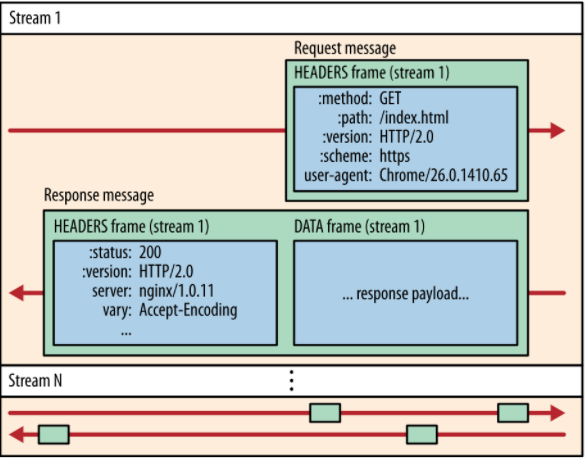 Stream 1
Request message
HEADERS frame (stream 1)
:method: GET
:path: /index.html
:version: HTTP/2.0
:scheme: https
user-agent: Chrome/26.0.1410.65
Response message
HEADERS frame (stream 1)
:status: 200
:version: HTTP/2.0
server: nginx/1.0.11
vary: Accept-Encoding
...
DATA frame (stream 1)
... response payload...
Stream N